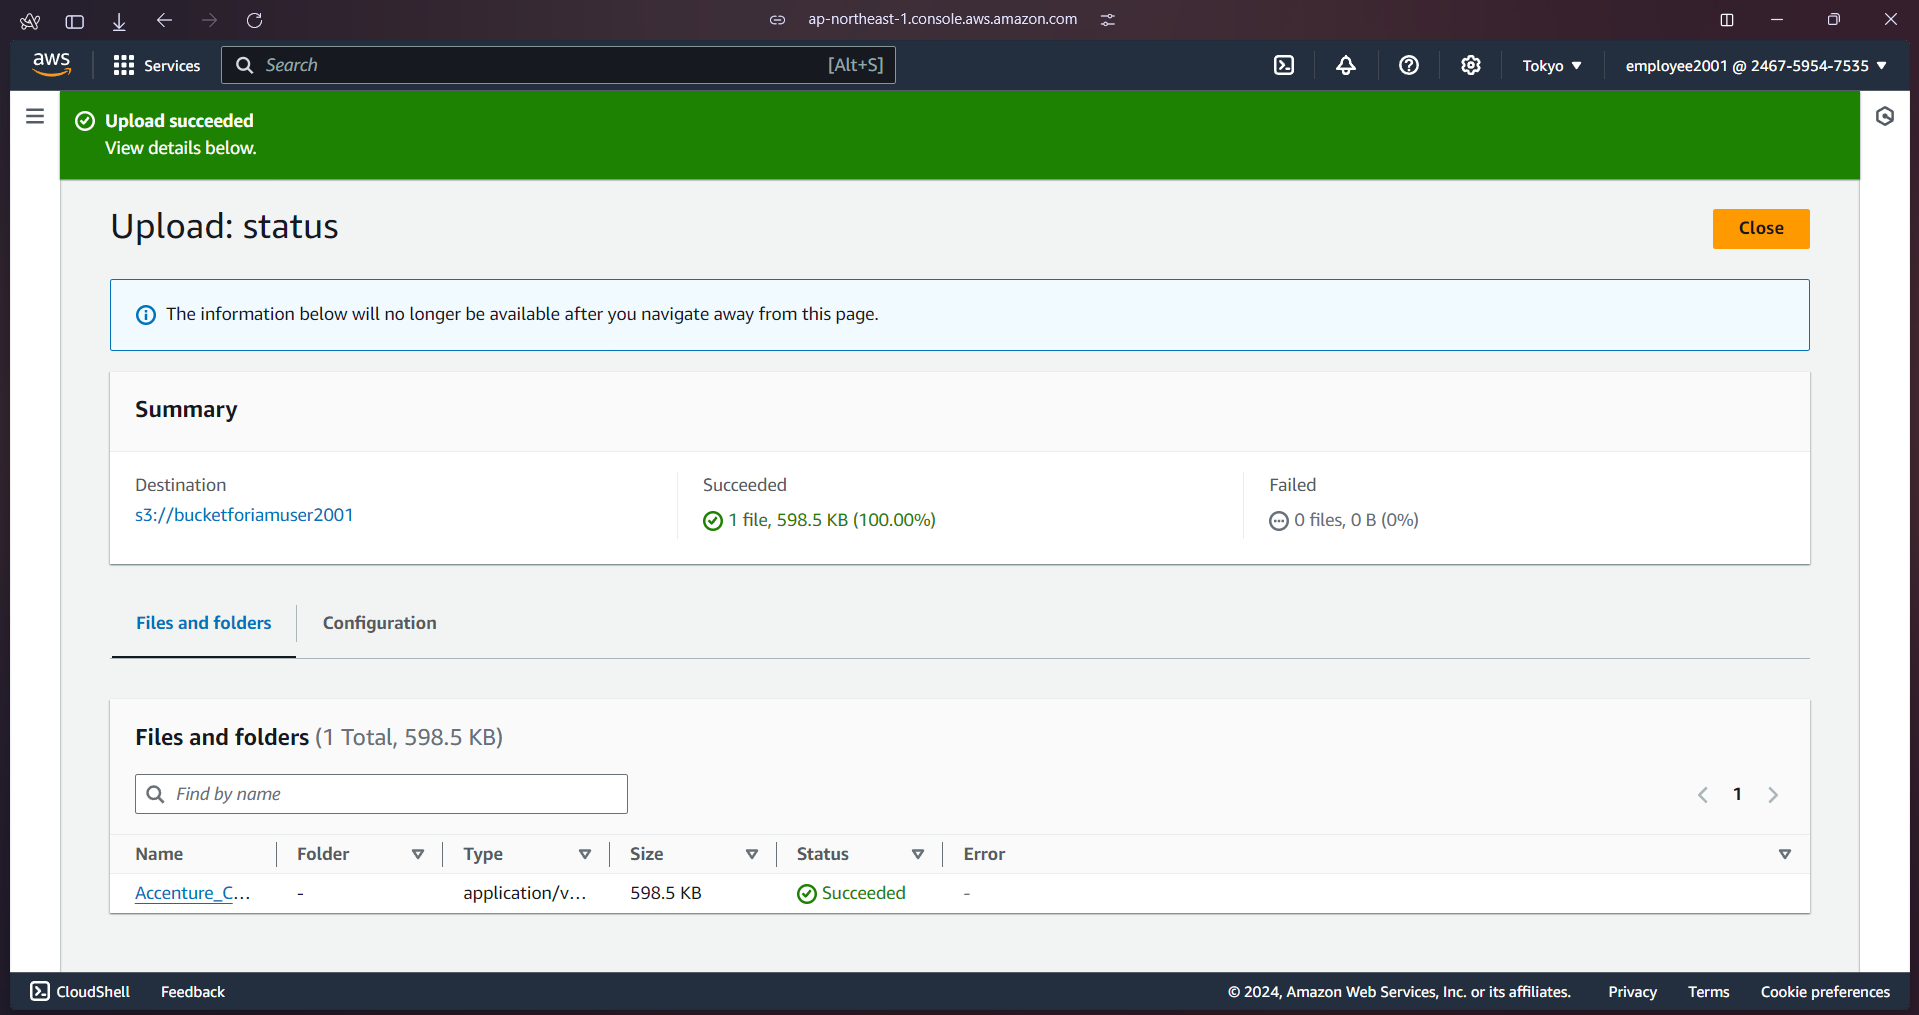 ap-northeast-1.console.aws.amazon.com
aws
Services
Search
[Alt+S]
Tokyo
employee2001 @ 2467-5954-7535
Upload succeeded
View details below.
Upload: status
Close
The information below will no longer be available after you navigate away from this page.
Summary
Destination
s3://bucketforiamuser2001
Succeeded
1 file, 598.5 KB (100.00%)
Failed
0 files, 0 B (0%)
Files and folders
Configuration
Files and folders (1 Total, 598.5 KB)
Find by name
1
Name Folder Type Size Status Error
Accenture_C... - application/v... 598.5 KB Succeeded -
CloudShell Feedback © 2024, Amazon Web Services, Inc. or its affiliates. Privacy Terms Cookie preferences